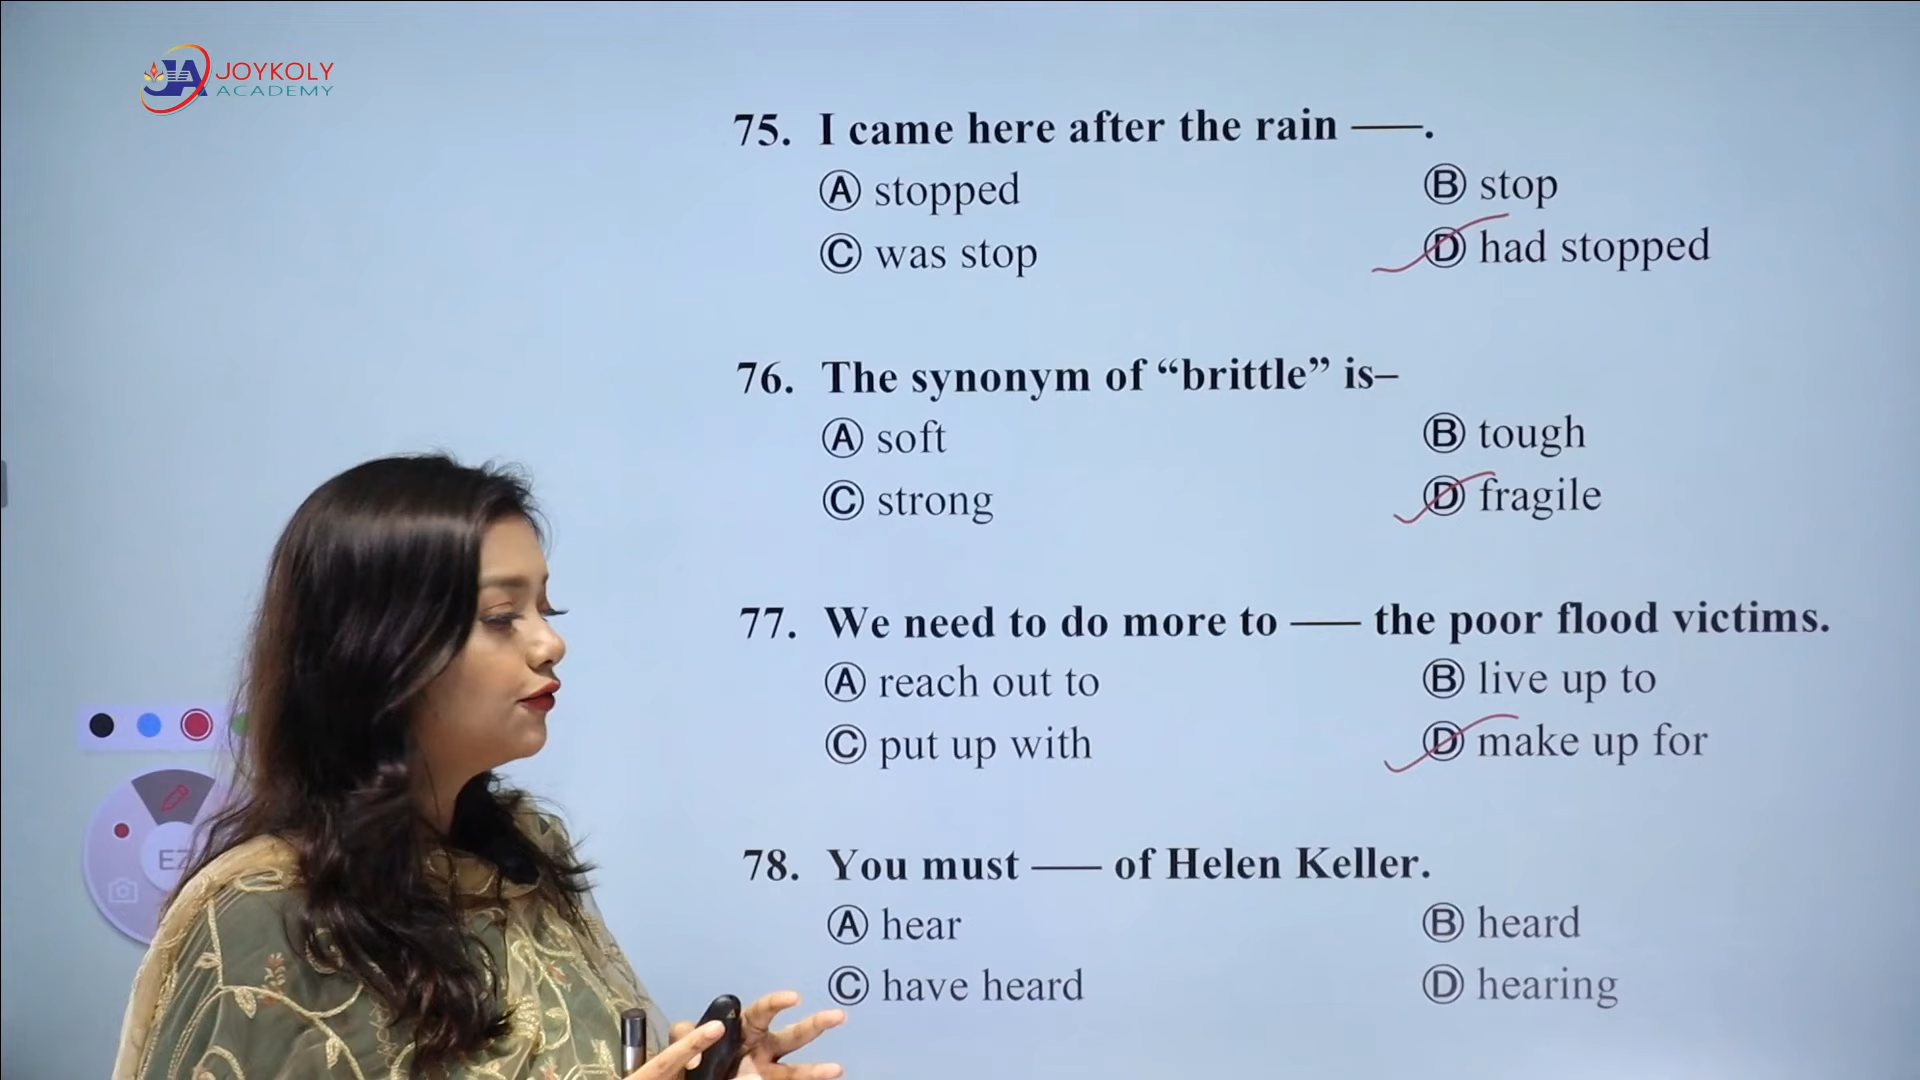 JA JOYKOLY
ACADEMY
75. I came here after the rain ——.
Ⓐ stopped Ⓑ stop
Ⓒ was stop Ⓓ had stopped
76. The synonym of “brittle” is–
Ⓐ soft Ⓑ tough
Ⓒ strong Ⓓ fragile
77. We need to do more to —— the poor flood victims.
Ⓐ reach out to Ⓑ live up to
Ⓒ put up with Ⓓ make up for
78. You must —— of Helen Keller.
Ⓐ hear Ⓑ heard
Ⓒ have heard Ⓓ hearing